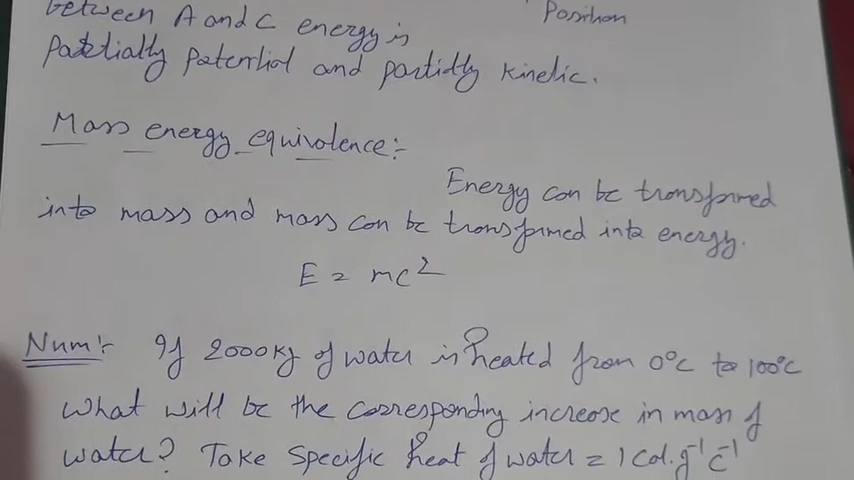 between A and C energy is
Position
partially potential and partially kinetic.
Mass energy equivalence:-
Energy can be transformed
into mass and mass can be transformed into energy.
E = mc²
Num:- If 2000Kg of water is heated from 0°C to 100°C
What will be the corresponding increase in mass of
water? Take Specific heat of water = 1 Cal.g⁻¹C⁻¹